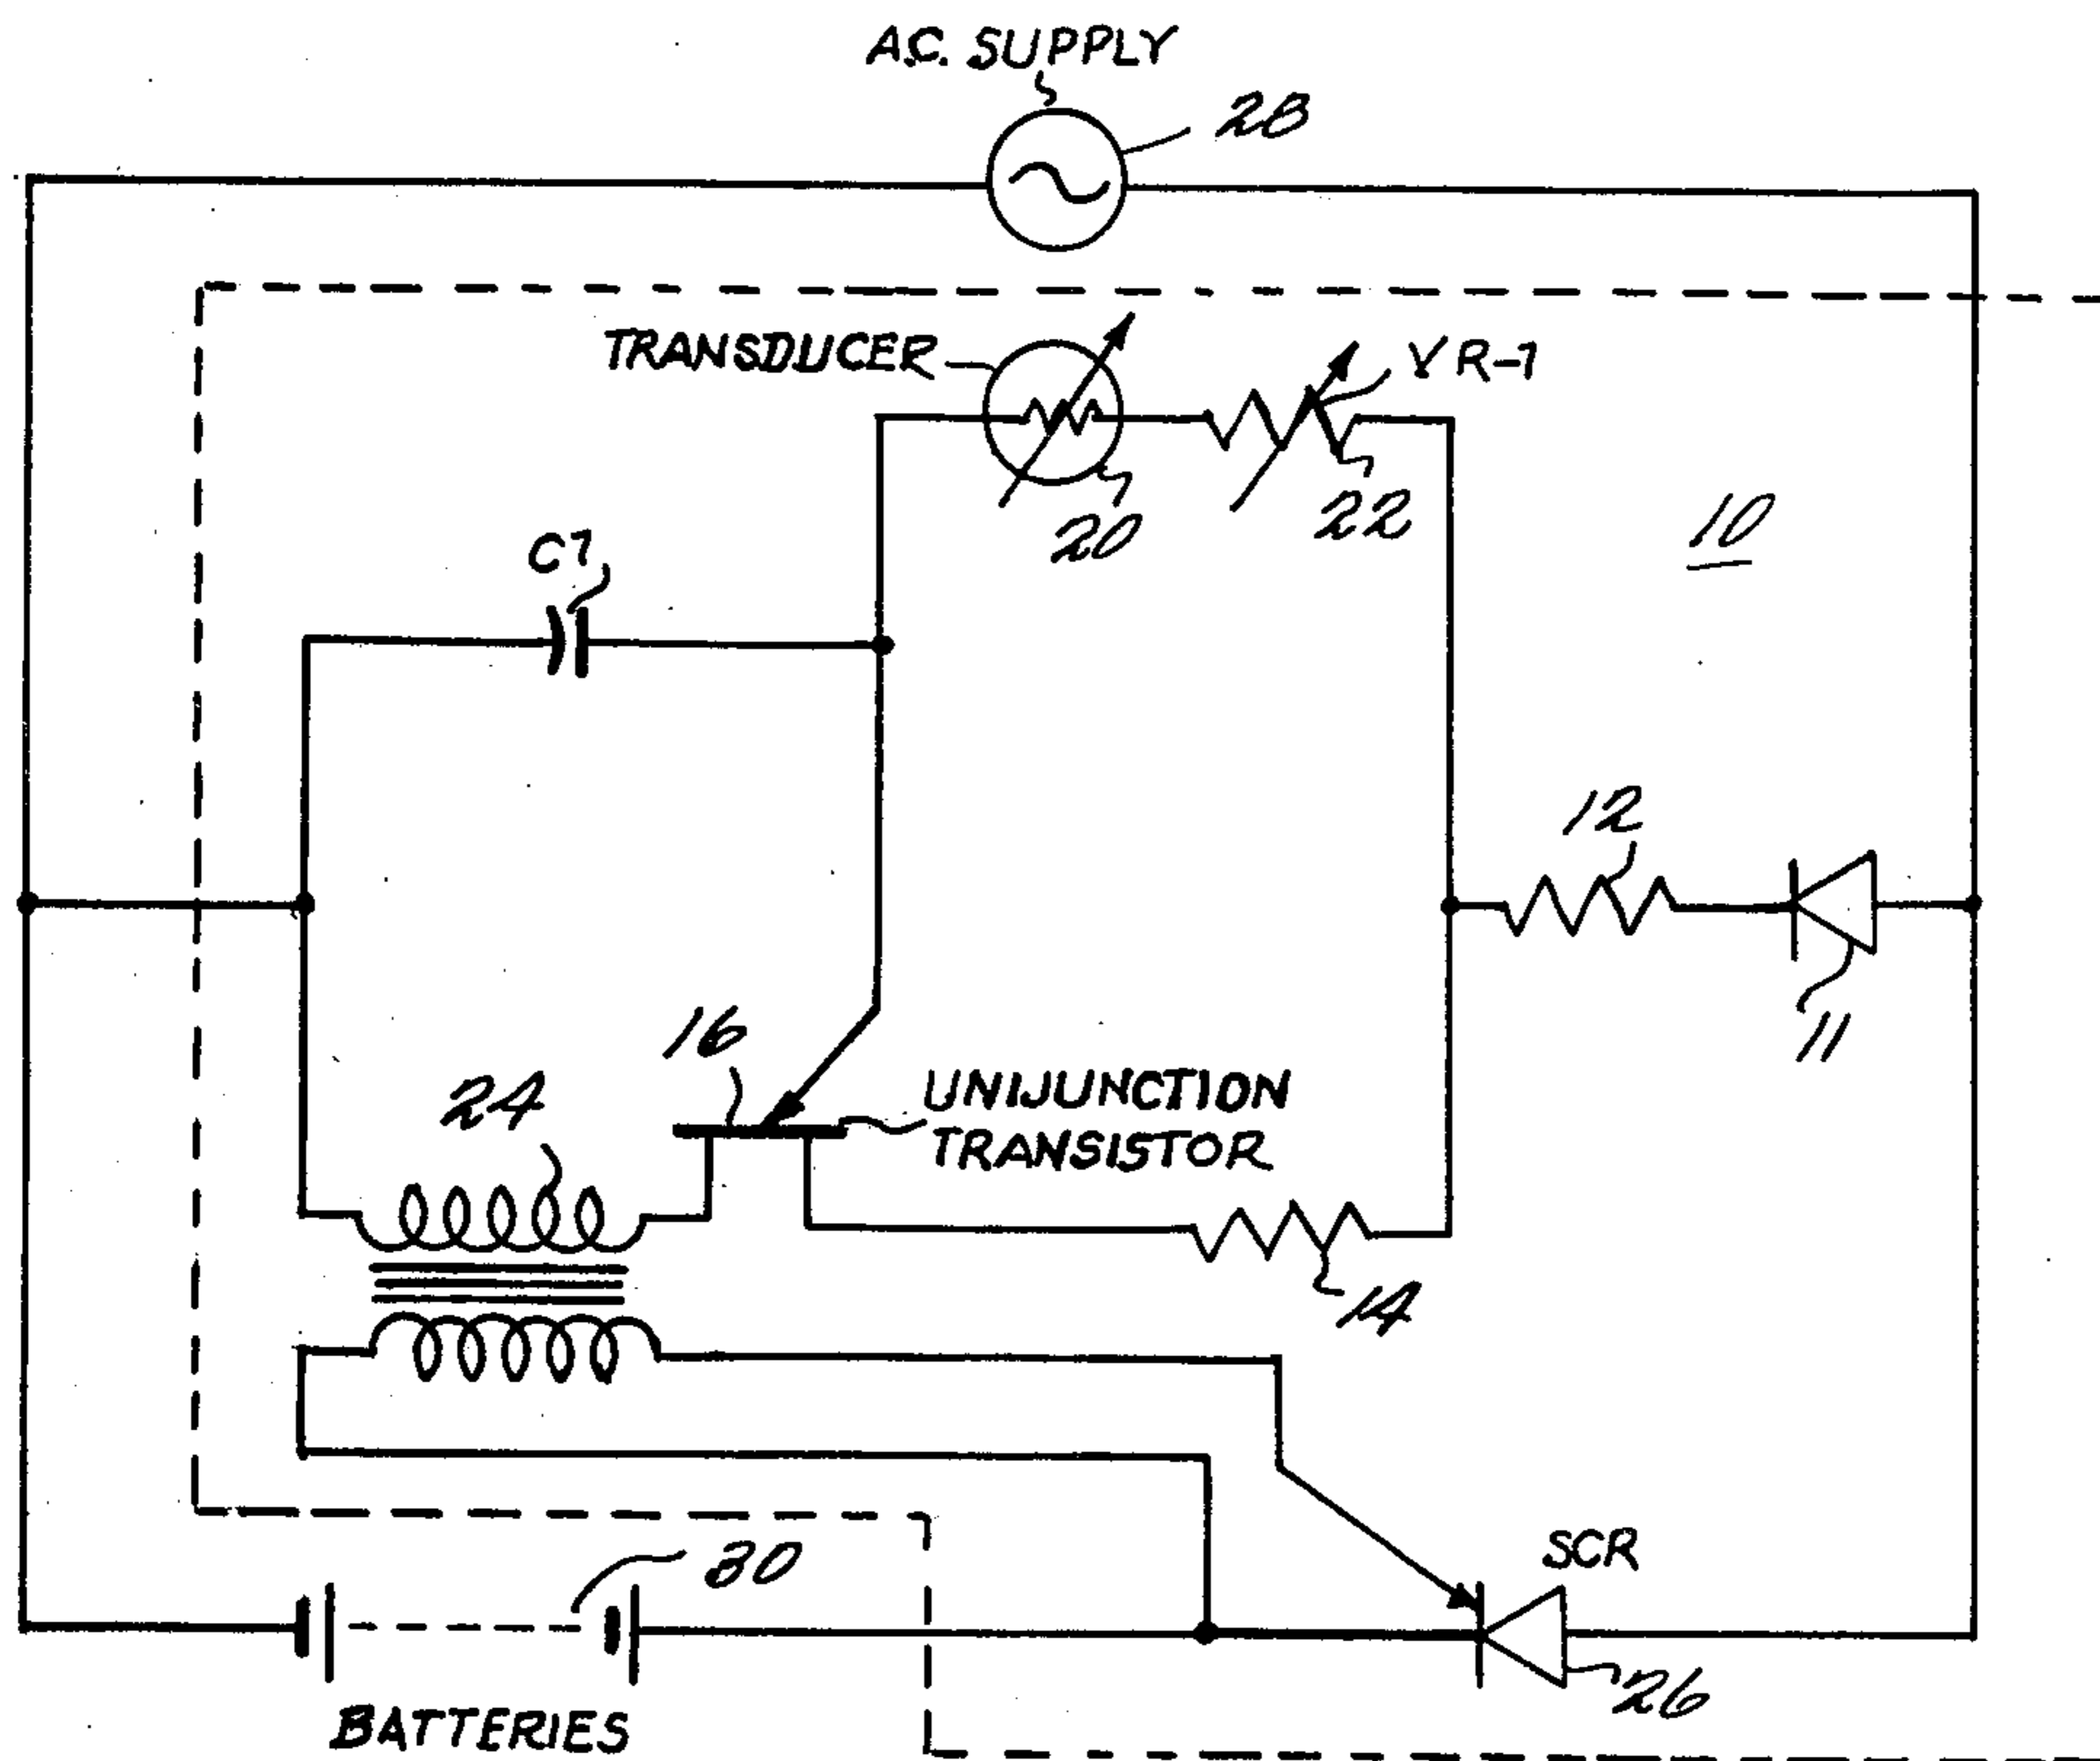 A.C. SUPPLY
28
TRANSDUCER
VR-1
20
22
10
C1
12
11
16
24
UNIJUNCTION
TRANSISTOR
14
30
SCR
26
BATTERIES